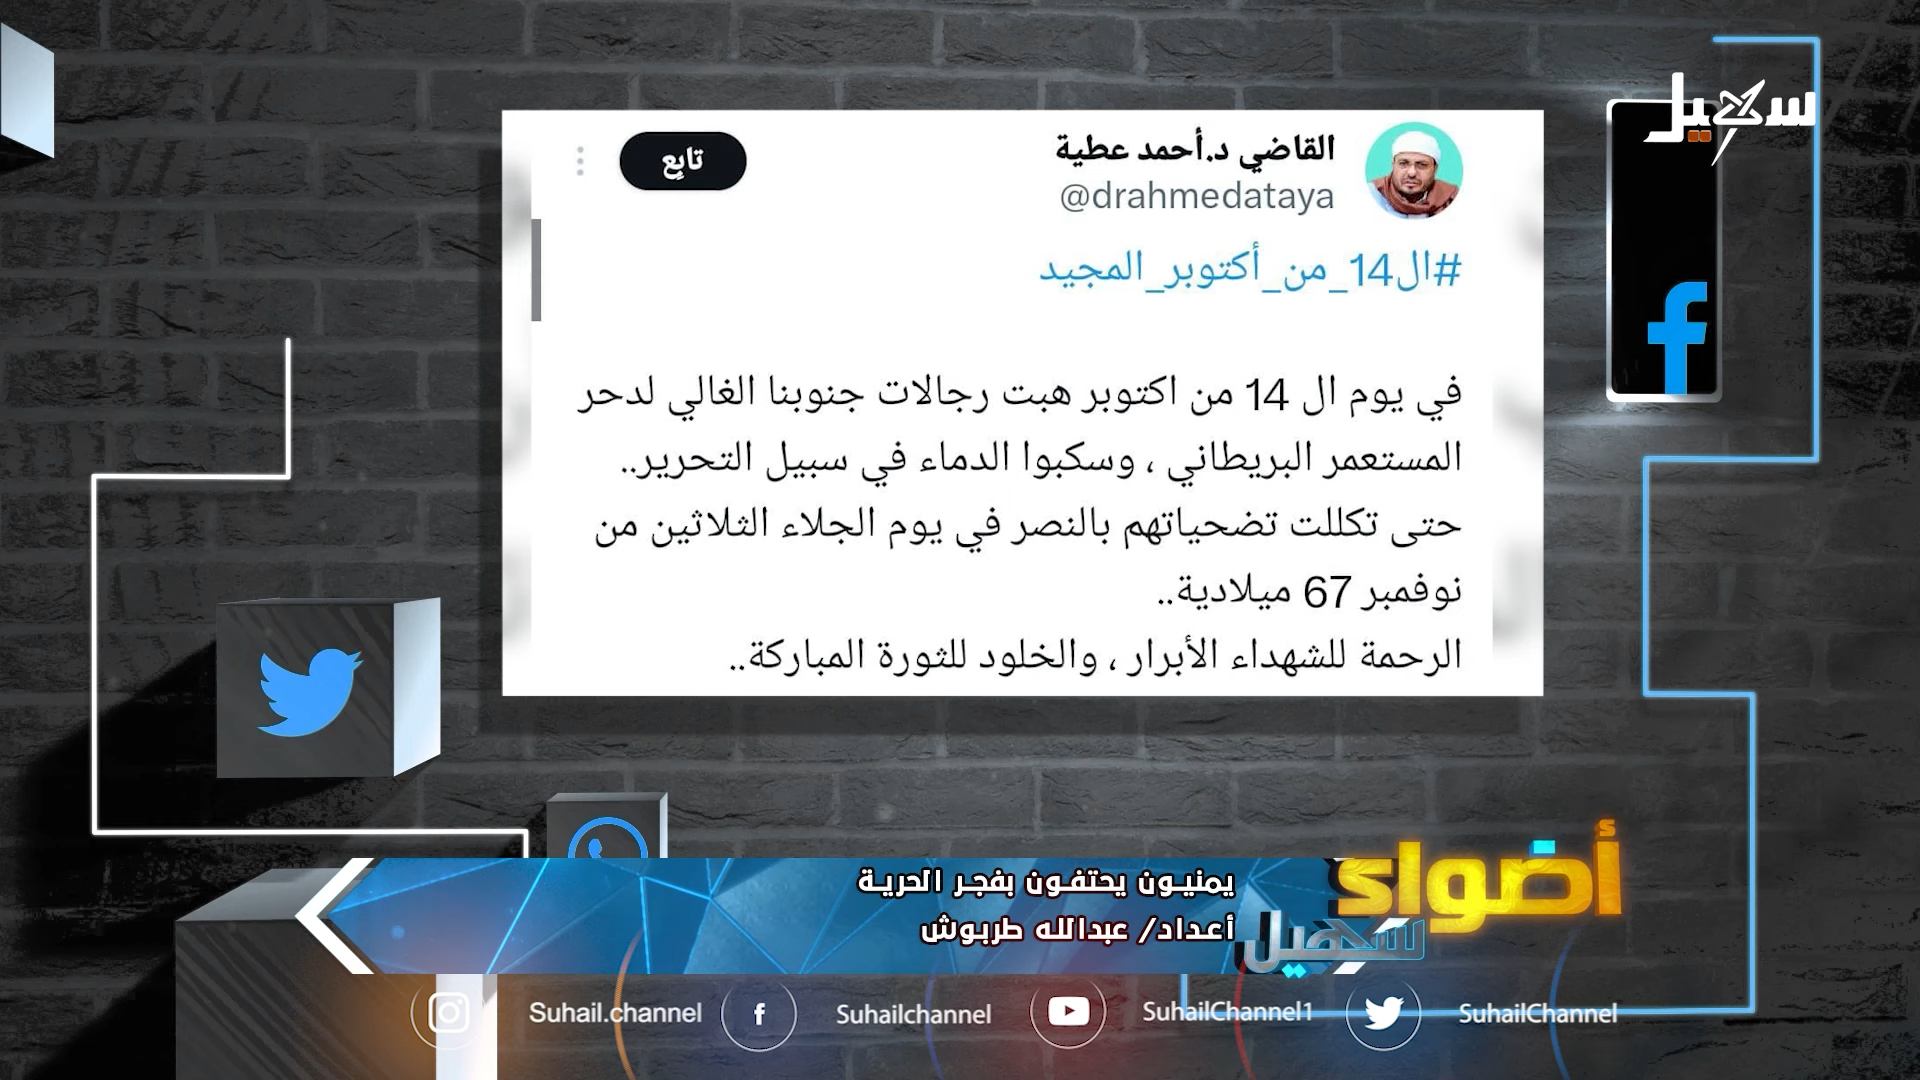 سهيل
القاضي د.أحمد عطية
تابِع
@drahmedataya
#ال14_من_أكتوبر_المجيد
في يوم ال 14 من اكتوبر هبت رجالات جنوبنا الغالي لدحر
المستعمر البريطاني ، وسكبوا الدماء في سبيل التحرير..
حتى تكللت تضحياتهم بالنصر في يوم الجلاء الثلاثين من
نوفمبر 67 ميلادية..
الرحمة للشهداء الأبرار ، والخلود للثورة المباركة..
أضواء
سهيل
يمنيون يحتفون بفجر الحرية
أعداد/ عبدالله طربوش
Suhail.channel
Suhailchannel
SuhailChannel1
SuhailChannel